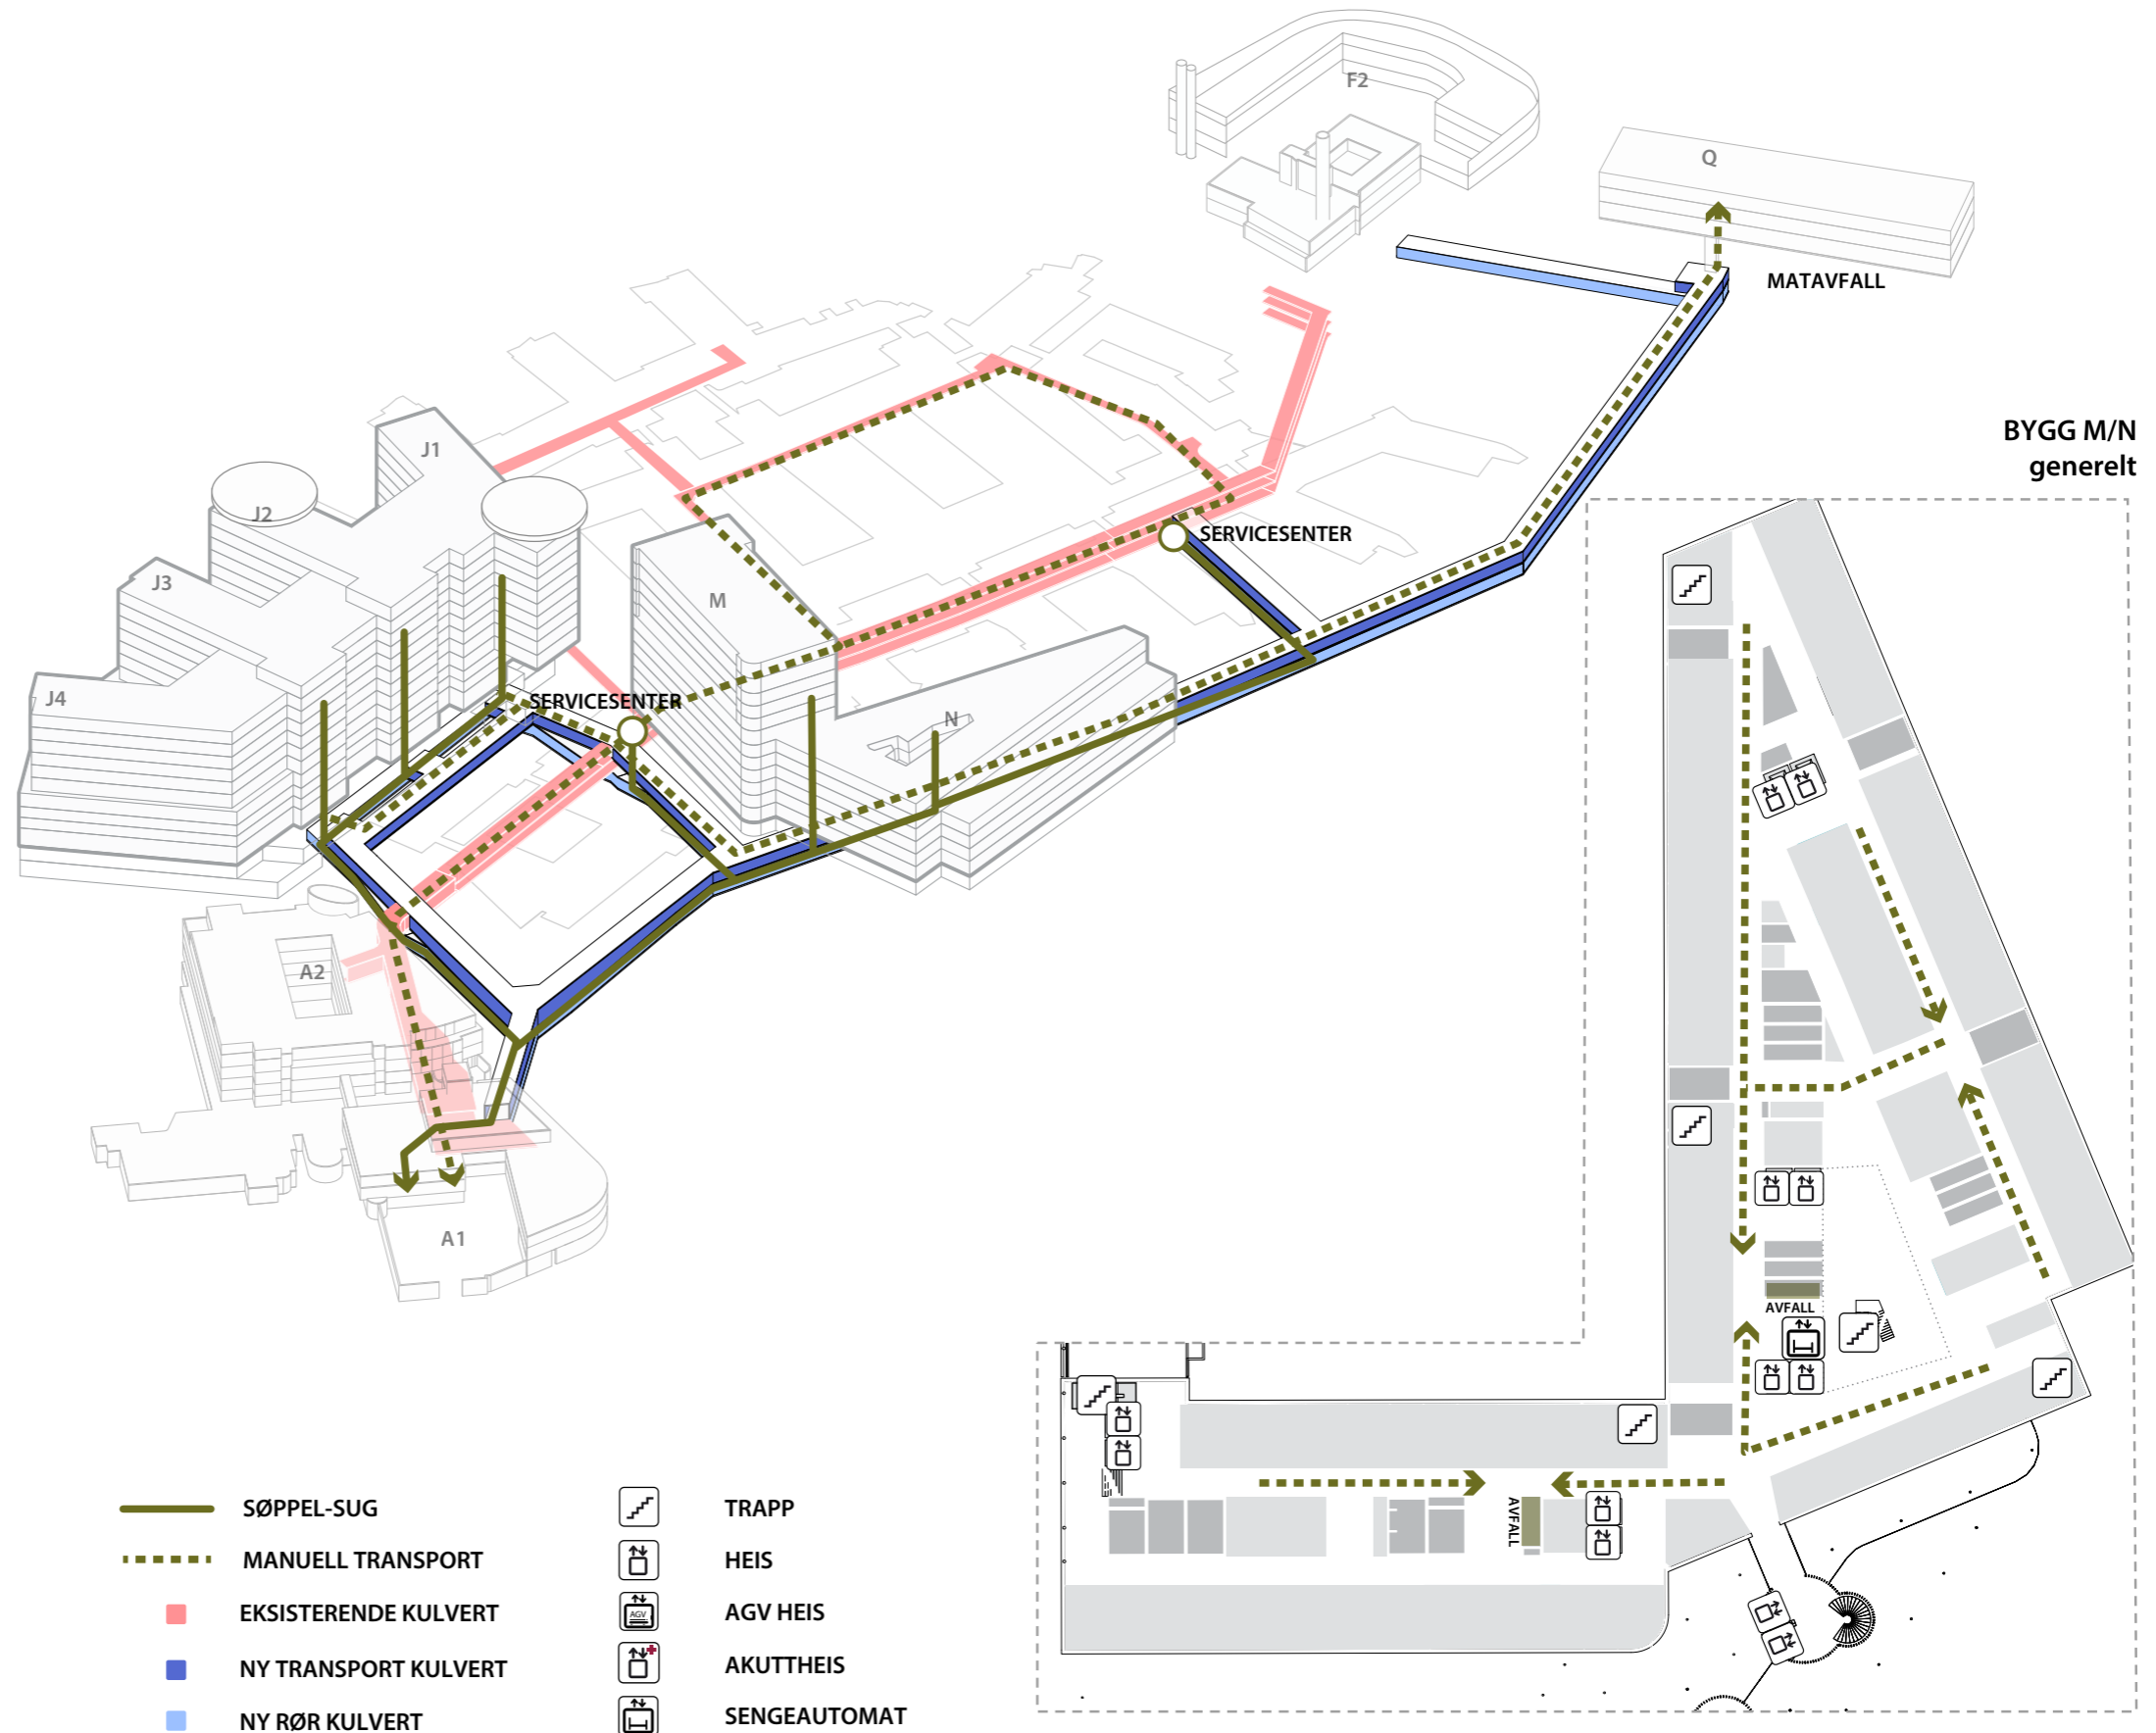 F2
Q
MATAVFALL
BYGG M/N
generelt
J1
J2
SERVICESENTER
J3
M
J4
SERVICESENTER
N
A2
A1
AVFALL
AVFALL
SØPPEL-SUG
MANUELL TRANSPORT
EKSISTERENDE KULVERT
NY TRANSPORT KULVERT
NY RØR KULVERT
TRAPP
HEIS
AGV
AGV HEIS
AKUTTHEIS
SENGEAUTOMAT